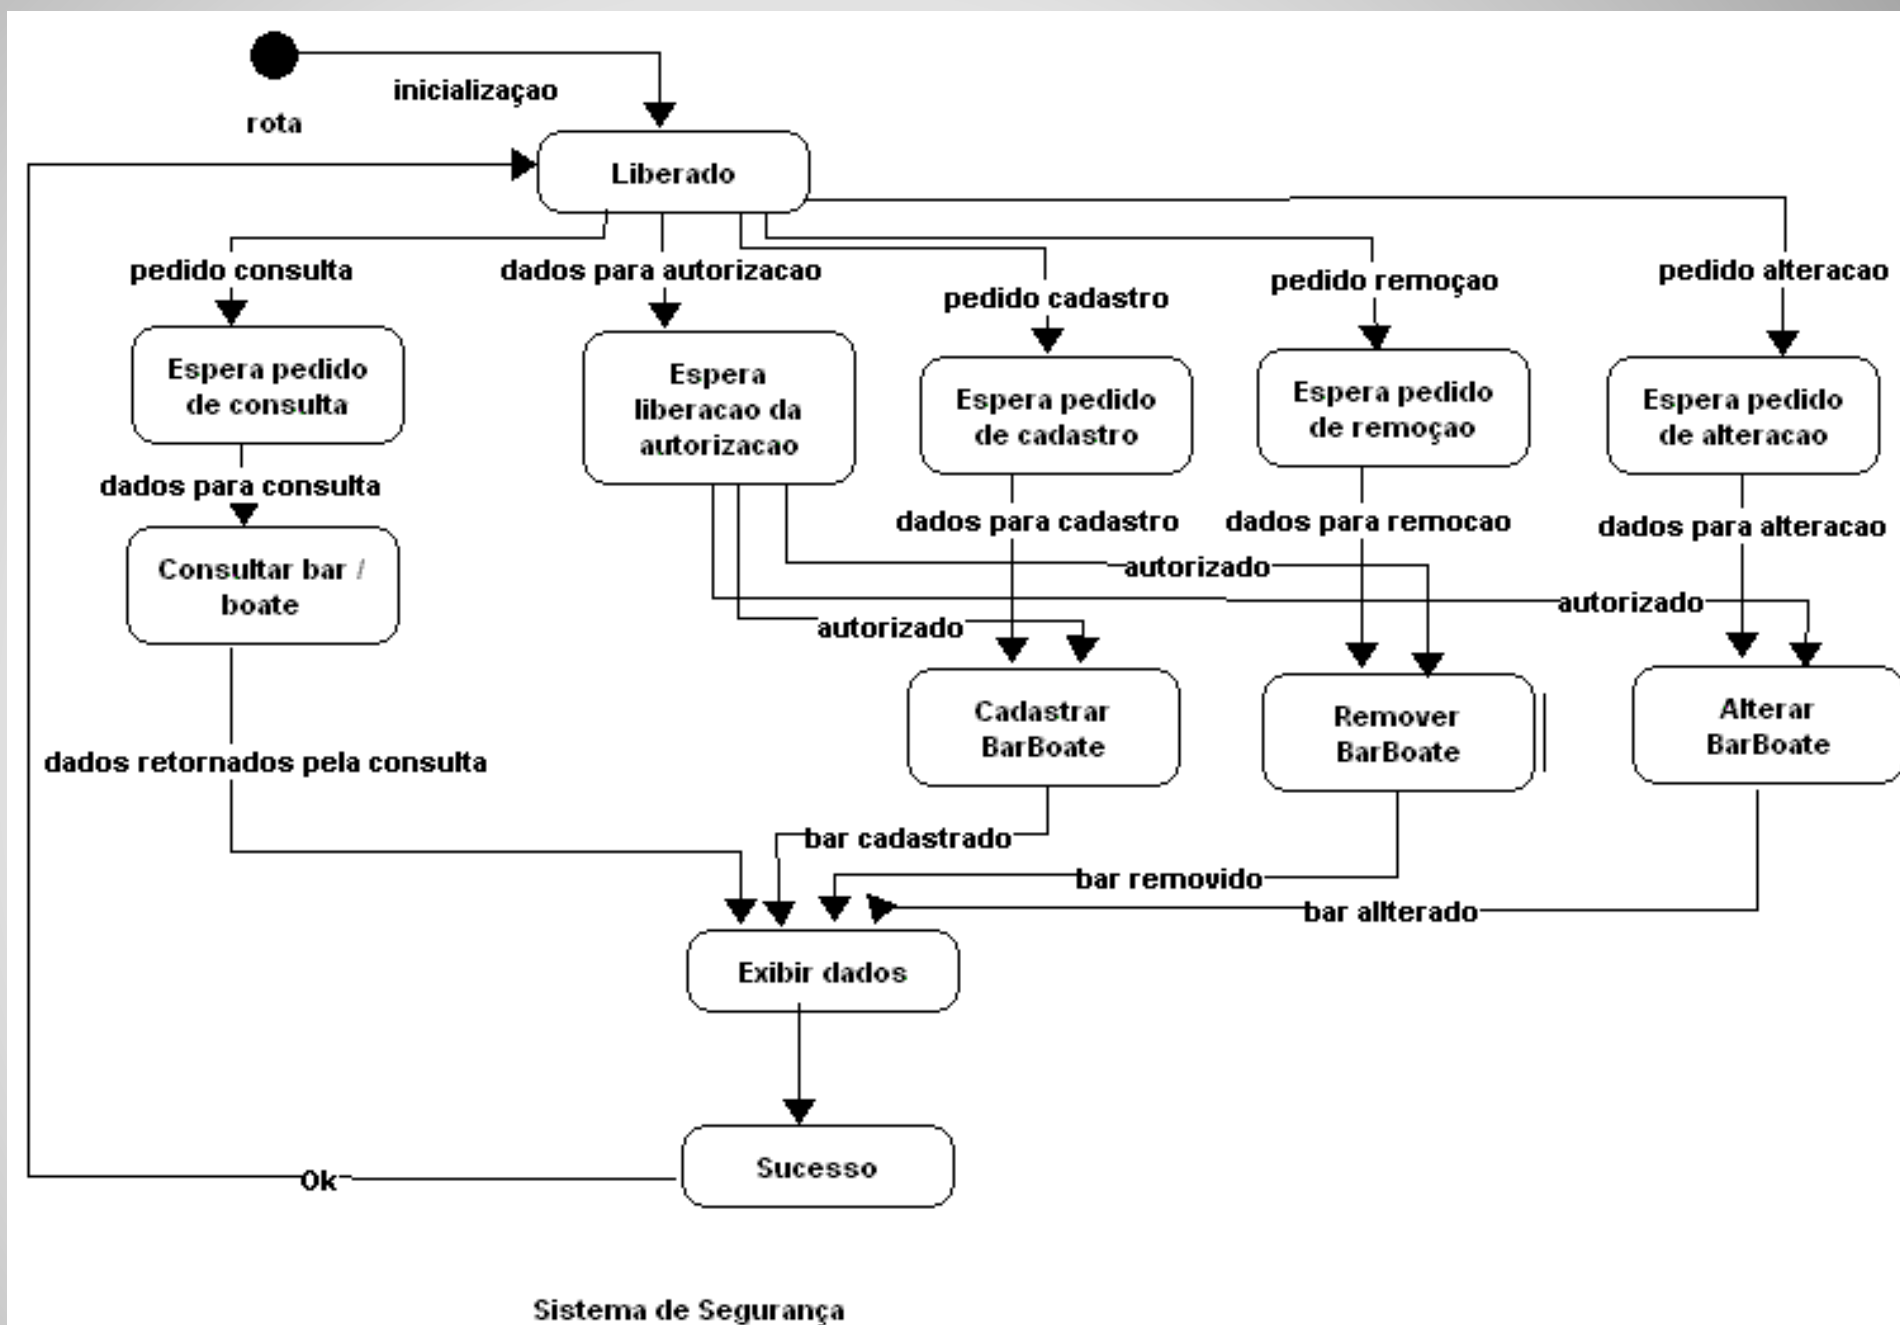 inicializaçao
rota
Liberado
pedido consulta
dados para autorizacao
pedido cadastro
pedido remoçao
pedido alteracao
Espera pedido
de consulta
Espera
liberacao da
autorizacao
Espera pedido
de cadastro
Espera pedido
de remoçao
Espera pedido
de alteracao
dados para consulta
dados para cadastro
dados para remocao
dados para alteracao
Consultar bar /
boate
autorizado
autorizado
autorizado
Cadastrar
BarBoate
Remover
BarBoate
Alterar
BarBoate
dados retornados pela consulta
bar cadastrado
bar removido
bar allterado
Exibir dados
Sucesso
Ok
Sistema de Segurança